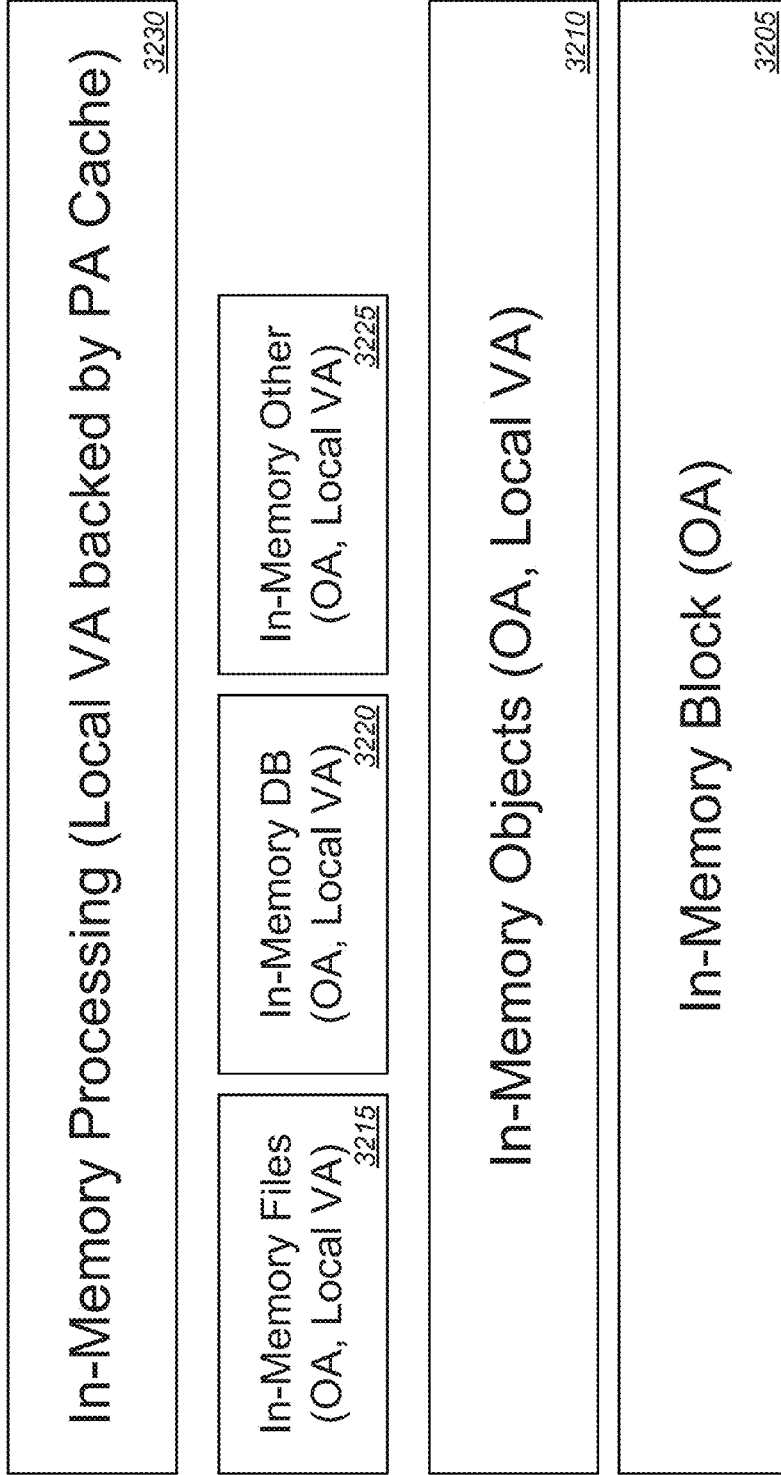 In-Memory Processing (Local VA backed by PA Cache)
3230
In-Memory Files
(OA, Local VA)
3215
In-Memory DB
(OA, Local VA)
3220
In-Memory Other
(OA, Local VA)
3225
In-Memory Objects (OA, Local VA)
3210
In-Memory Block (OA)
3205